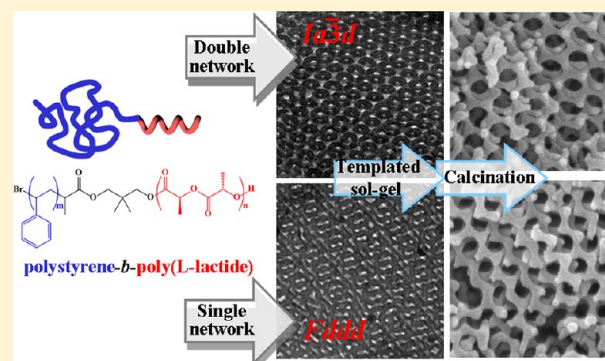 Double
network
Ia3̄d
Br
m
O
O
O
O
O
O
O
H
n
polystyrene-b-poly(L-lactide)
Templated
sol-gel
Calcination
Single
network
Fddd